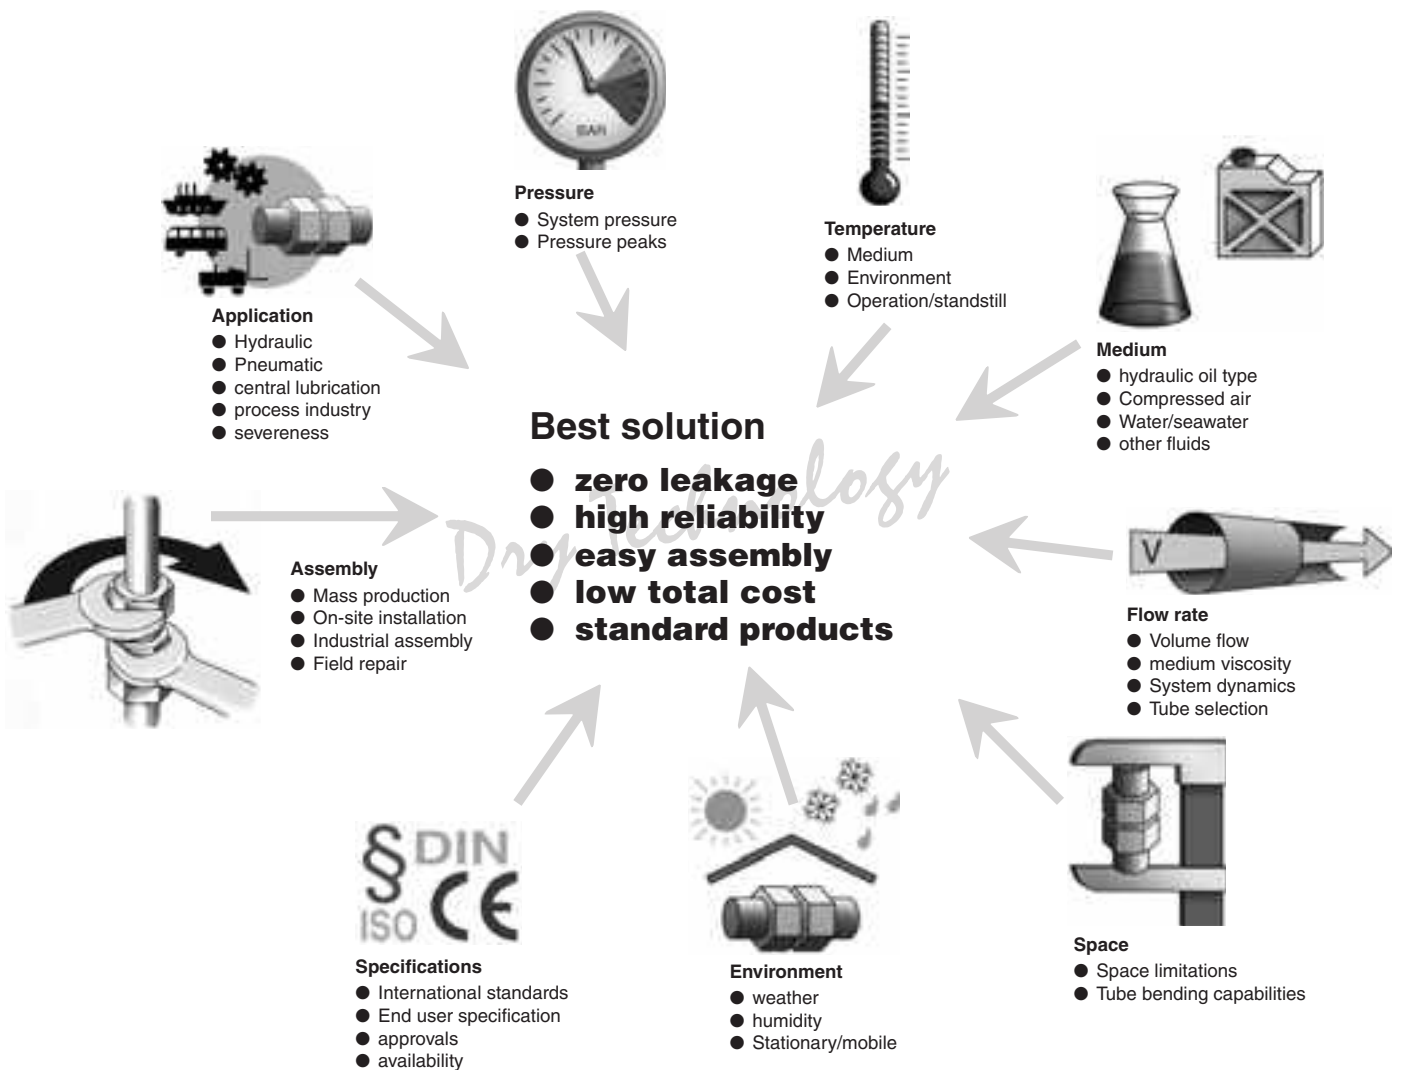 BAR
Pressure
● System pressure
● Pressure peaks
Temperature
● Medium
● Environment
● Operation/standstill
Application
● Hydraulic
● Pneumatic
● central lubrication
● process industry
● severeness
Medium
● hydraulic oil type
● Compressed air
● Water/seawater
● other fluids
Best solution
● zero leakage
● high reliability
● easy assembly
● low total cost
● standard products
Dry Technology
Assembly
● Mass production
● On-site installation
● Industrial assembly
● Field repair
V
Flow rate
● Volume flow
● medium viscosity
● System dynamics
● Tube selection
§ DIN
ISO CE
Specifications
● International standards
● End user specification
● approvals
● availability
Environment
● weather
● humidity
● Stationary/mobile
Space
● Space limitations
● Tube bending capabilities